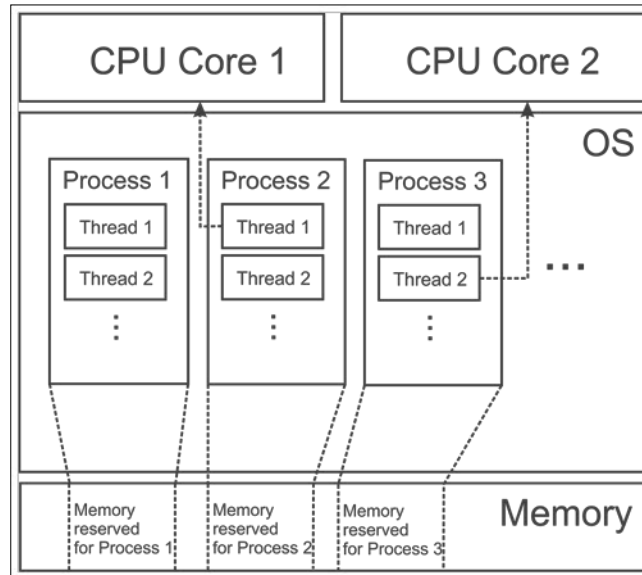 CPU Core 1
CPU Core 2
OS
Process 1
Thread 1
Thread 2
Process 2
Thread 1
Thread 2
Process 3
Thread 1
Thread 2
...
Memory
reserved
for Process 1
Memory
reserved
for Process 2
Memory
reserved
for Process 3
Memory